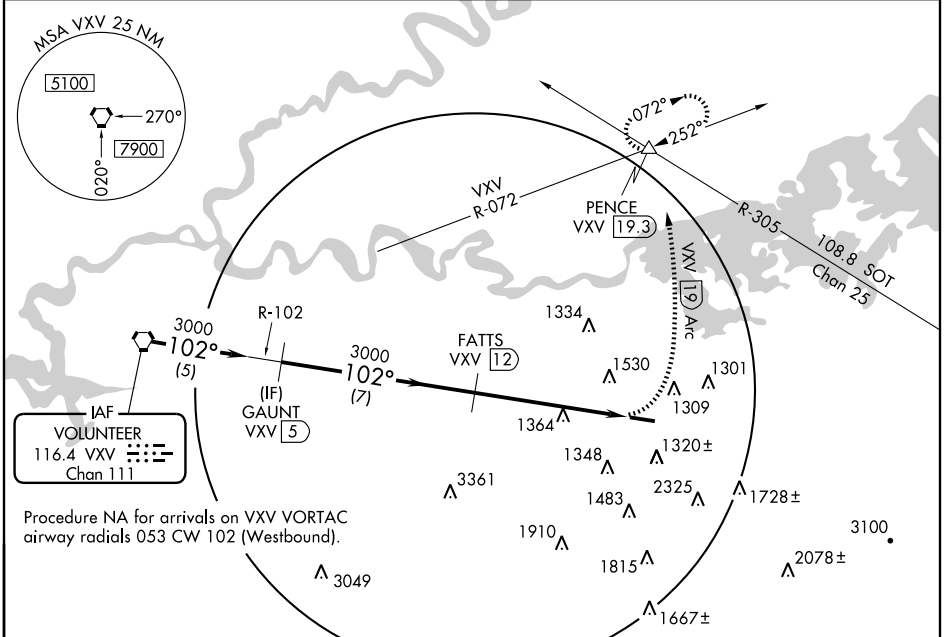 MSA VXV 25 NM
5100
270°
7900
020°
072°
252°
VXV
R-072
PENCE
VXV 19.3
R-305
108.8 SOT
Chan 25
VXV 19 Arc
3000
102°
(5)
R-102
(IF)
GAUNT
VXV 5
3000
102°
(7)
FATTS
VXV 12
1334
1530
1301
1309
1364
1320±
1348
3361
1483
2325
1728±
1910
3100
1815
2078±
3049
1667±
IAF
VOLUNTEER
116.4 VXV
Chan 111
Procedure NA for arrivals on VXV VORTAC
airway radials 053 CW 102 (Westbound).